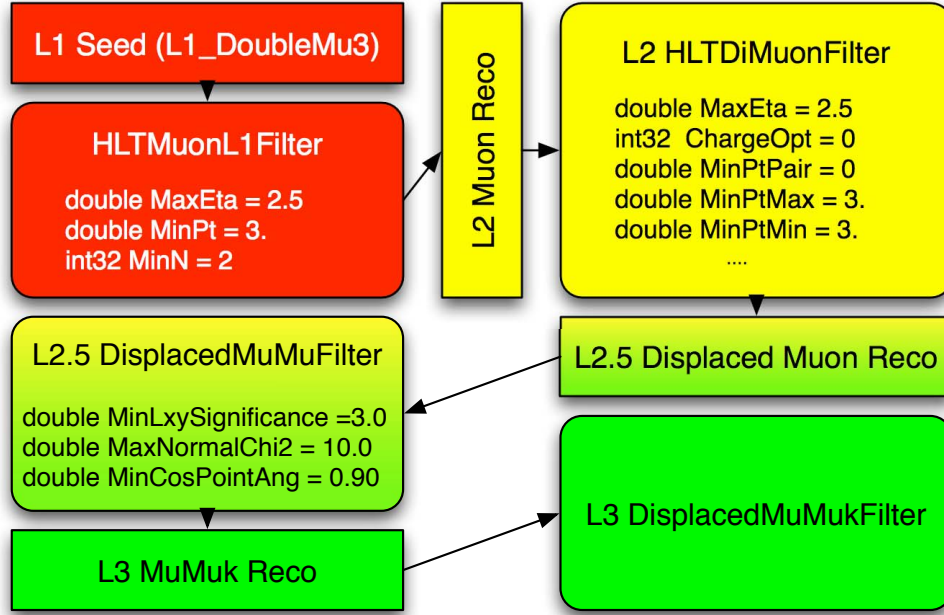 L1 Seed (L1_DoubleMu3)
HLTMuonL1Filter
double MaxEta = 2.5
double MinPt = 3.
int32 MinN = 2
L2 Muon Reco
L2 HLTDiMuonFilter
double MaxEta = 2.5
int32 ChargeOpt = 0
double MinPtPair = 0
double MinPtMax = 3.
double MinPtMin = 3.
....
L2.5 Displaced Muon Reco
L2.5 DisplacedMuMuFilter
double MinLxySignificance =3.0
double MaxNormalChi2 = 10.0
double MinCosPointAng = 0.90
L3 MuMuk Reco
L3 DisplacedMuMukFilter